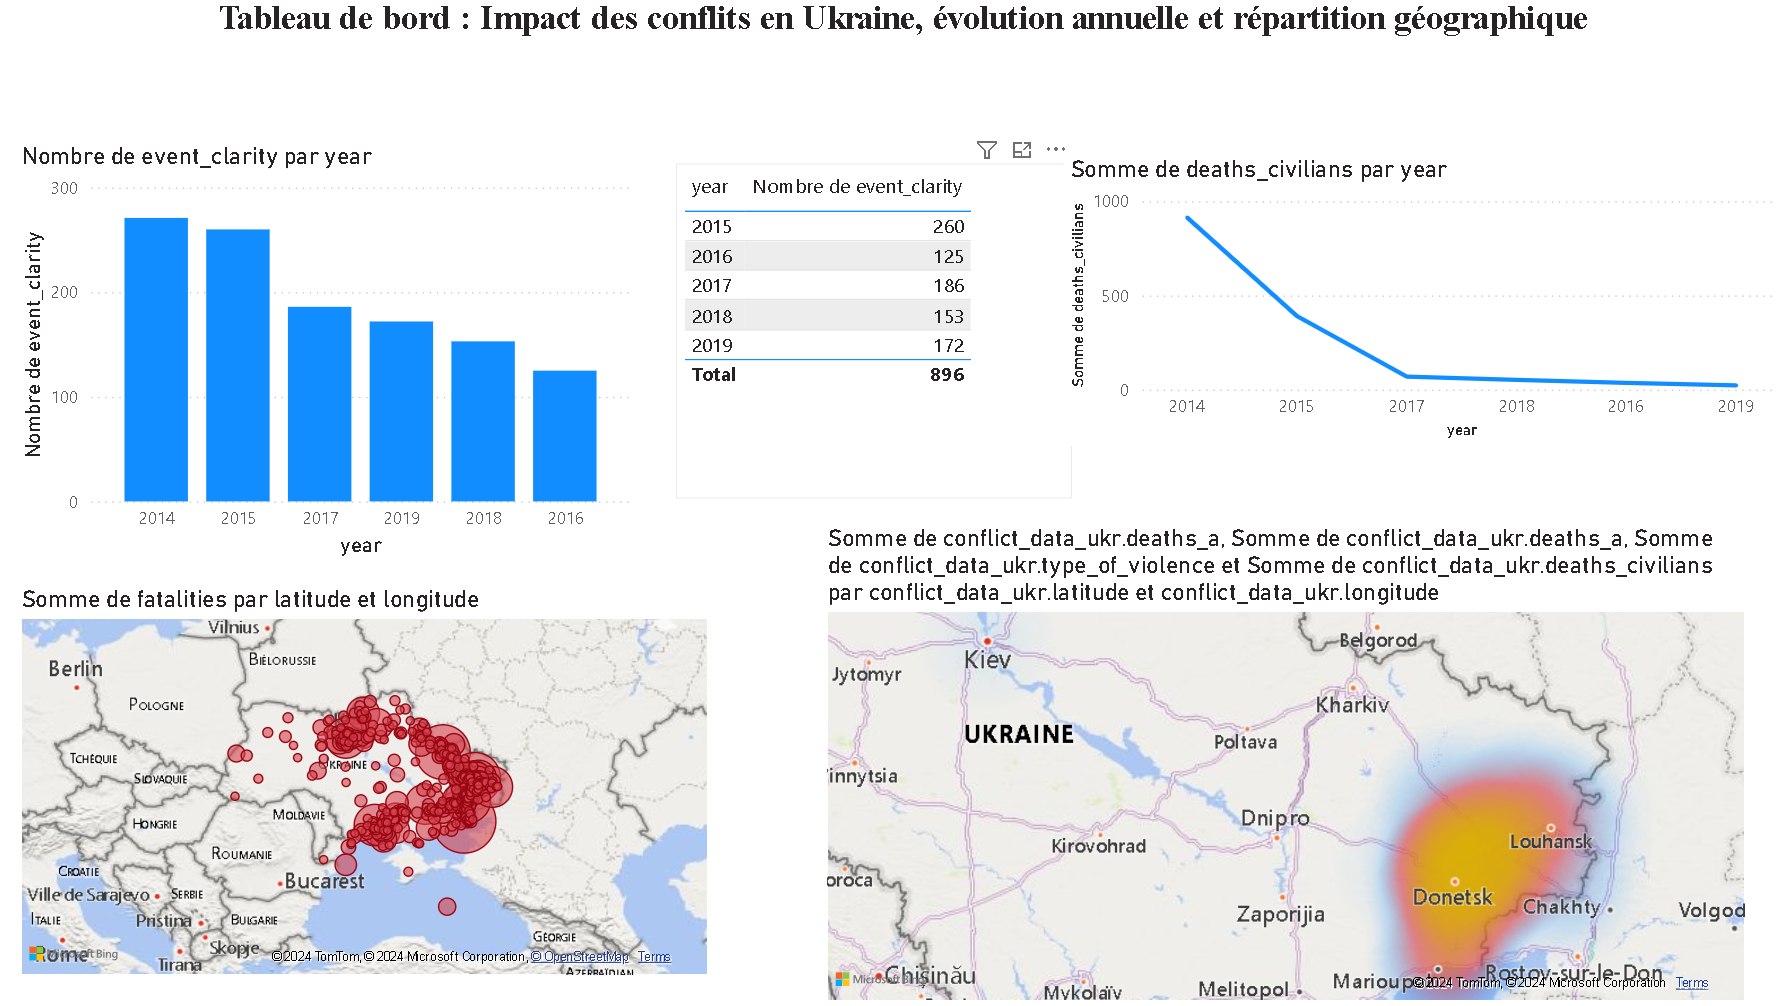 Tableau de bord : Impact des conflits en Ukraine, évolution annuelle et répartition géographique
Nombre de event_clarity par year
300
200
100
0
Nombre de event_clarity
2014 2015 2017 2019 2018 2016
year
year Nombre de event_clarity
2015 260
2016 125
2017 186
2018 153
2019 172
Total 896
Somme de deaths_civilians par year
1000
500
0
Somme de deaths_civilians
2014 2015 2017 2018 2016 2019
year
Somme de fatalities par latitude et longitude
Vilnius
Berlin
BIÉLORUSSIE
POLOGNE
TCHÉQUIE
SLOVAQUIE
KRAINE
MOLDAVIE
HONGRIE
ROUMANIE
CROATIE
Bucarest
Ville de Sarajevo
SERBIE
ITALIE
Pristina
BULGARIE
Skopje
GÉORGIE
Rome
Microsoft Bing
Tirana
©2024 TomTom, © 2024 Microsoft Corporation, © OpenStreetMap Terms
AZERBAÏDJAN
Somme de conflict_data_ukr.deaths_a, Somme de conflict_data_ukr.deaths_a, Somme
de conflict_data_ukr.type_of_violence et Somme de conflict_data_ukr.deaths_civilians
par conflict_data_ukr.latitude et conflict_data_ukr.longitude
Belgorod
Kiev
Jytomyr
Kharkiv
UKRAINE
Poltava
innytsia
Dnipro
Louhansk
Kirovohrad
oroca
Donetsk
Chakhty
Zaporijia
Volgod
Chișinău
Microsoft Bing
Marioupo
Rostov-sur-le-Don
©2024 TomTom, ©2024 Microsoft Corporation Terms
Mykolaïv
Melitopol